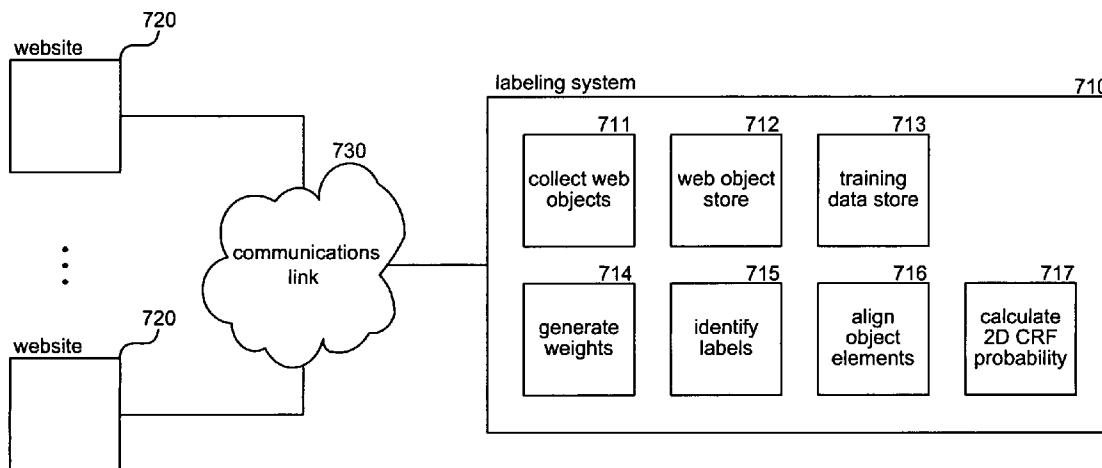 720
website
labeling system
710
711
712
713
collect web
objects
web object
store
training
data store
730
communications
link
714
715
716
717
generate
weights
identify
labels
align
object
elements
calculate
2D CRF
probability
720
website